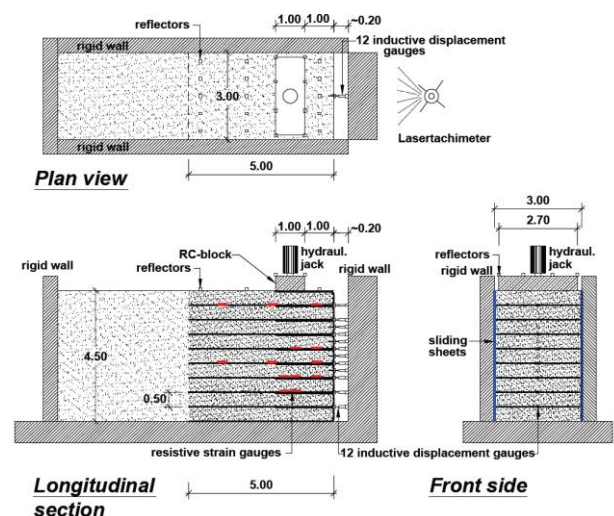 reflectors
1.00
1.00
~0.20
12 inductive displacement
gauges
rigid wall
3.00
rigid wall
Lasertachimeter
Plan view
5.00
3.00
2.70
1.00
1.00
~0.20
RC-block
hydraul.
jack
rigid wall
reflectors
rigid wall
hydraul.
jack
reflectors
rigid wall
4.50
0.50
sliding
sheets
resistive strain gauges
12 inductive displacement gauges
Longitudinal
section
5.00
Front side